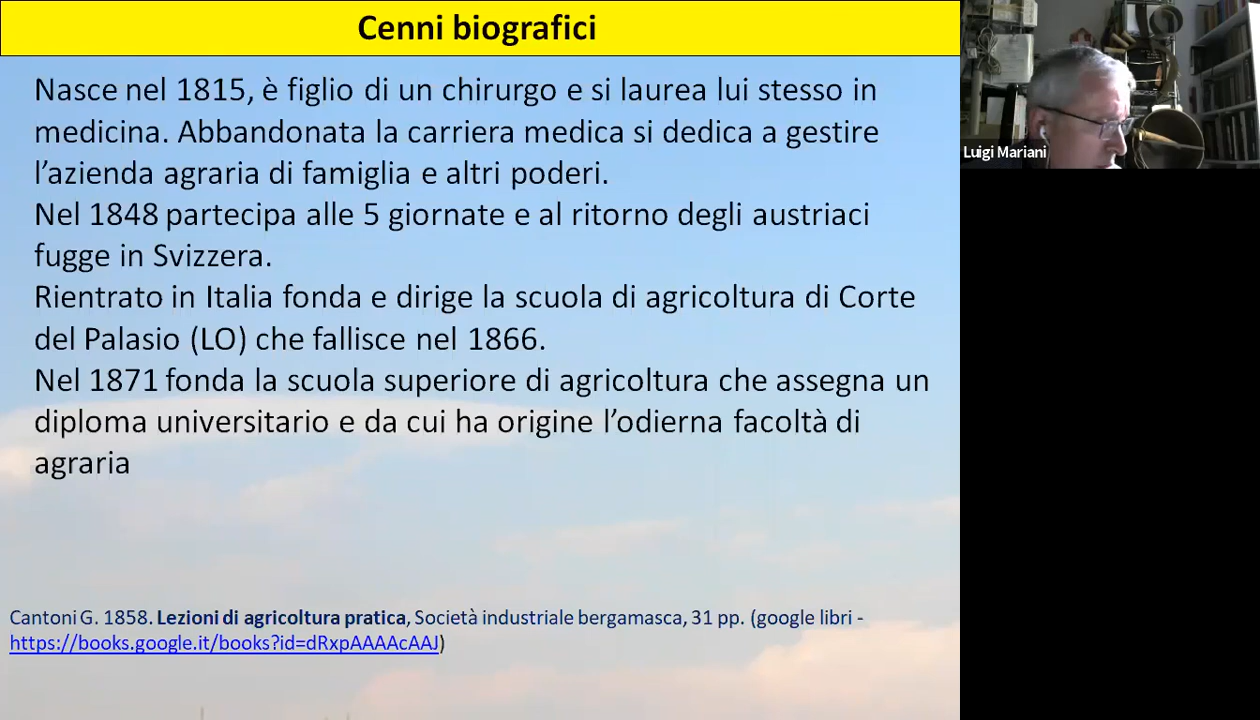 Cenni biografici
Nasce nel 1815, è figlio di un chirurgo e si laurea lui stesso in
medicina. Abbandonata la carriera medica si dedica a gestire
l’azienda agraria di famiglia e altri poderi.
Nel 1848 partecipa alle 5 giornate e al ritorno degli austriaci
fugge in Svizzera.
Rientrato in Italia fonda e dirige la scuola di agricoltura di Corte
del Palasio (LO) che fallisce nel 1866.
Nel 1871 fonda la scuola superiore di agricoltura che assegna un
diploma universitario e da cui ha origine l’odierna facoltà di
agraria
Cantoni G. 1858. Lezioni di agricoltura pratica, Società industriale bergamasca, 31 pp. (google libri -
https://books.google.it/books?id=dRxpAAAAcAAJ)
Luigi Mariani